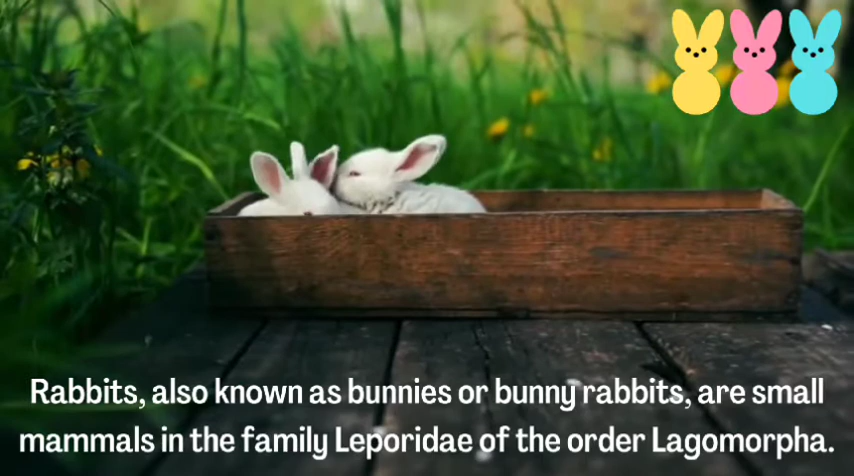 Rabbits, also known as bunnies or bunny rabbits, are small
mammals in the family Leporidae of the order Lagomorpha.